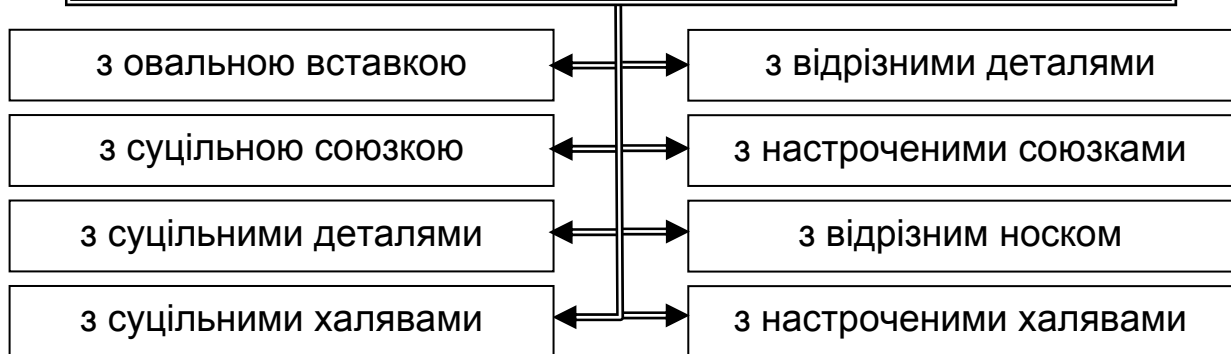 з овальною вставкою
з відрізними деталями
з суцільною союзкою
з настроченими союзками
з суцільними деталями
з відрізним носком
з суцільними халявами
з настроченими халявами